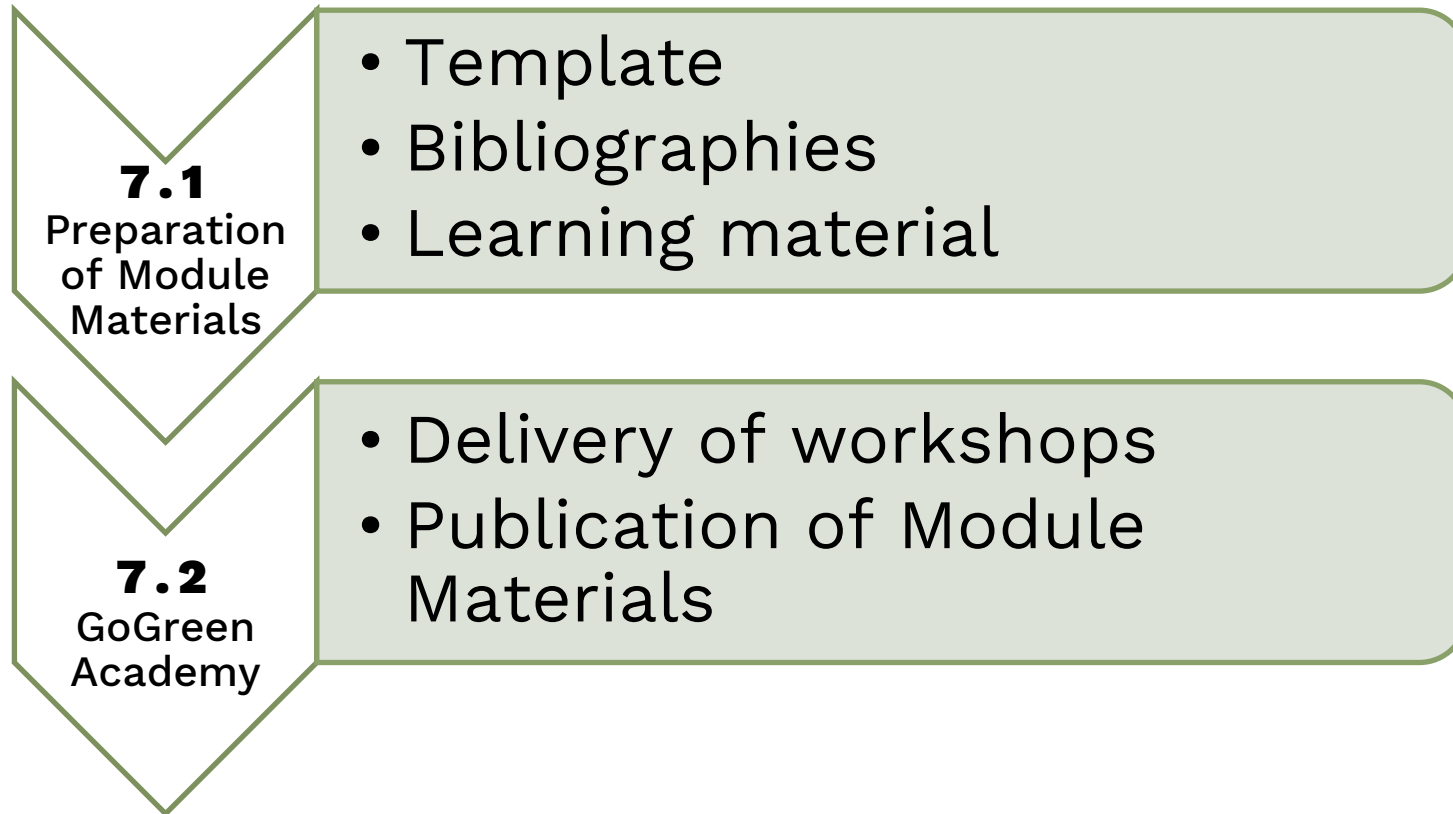 7.1
Preparation
of Module
Materials
• Template
• Bibliographies
• Learning material
7.2
GoGreen
Academy
• Delivery of workshops
• Publication of Module
Materials